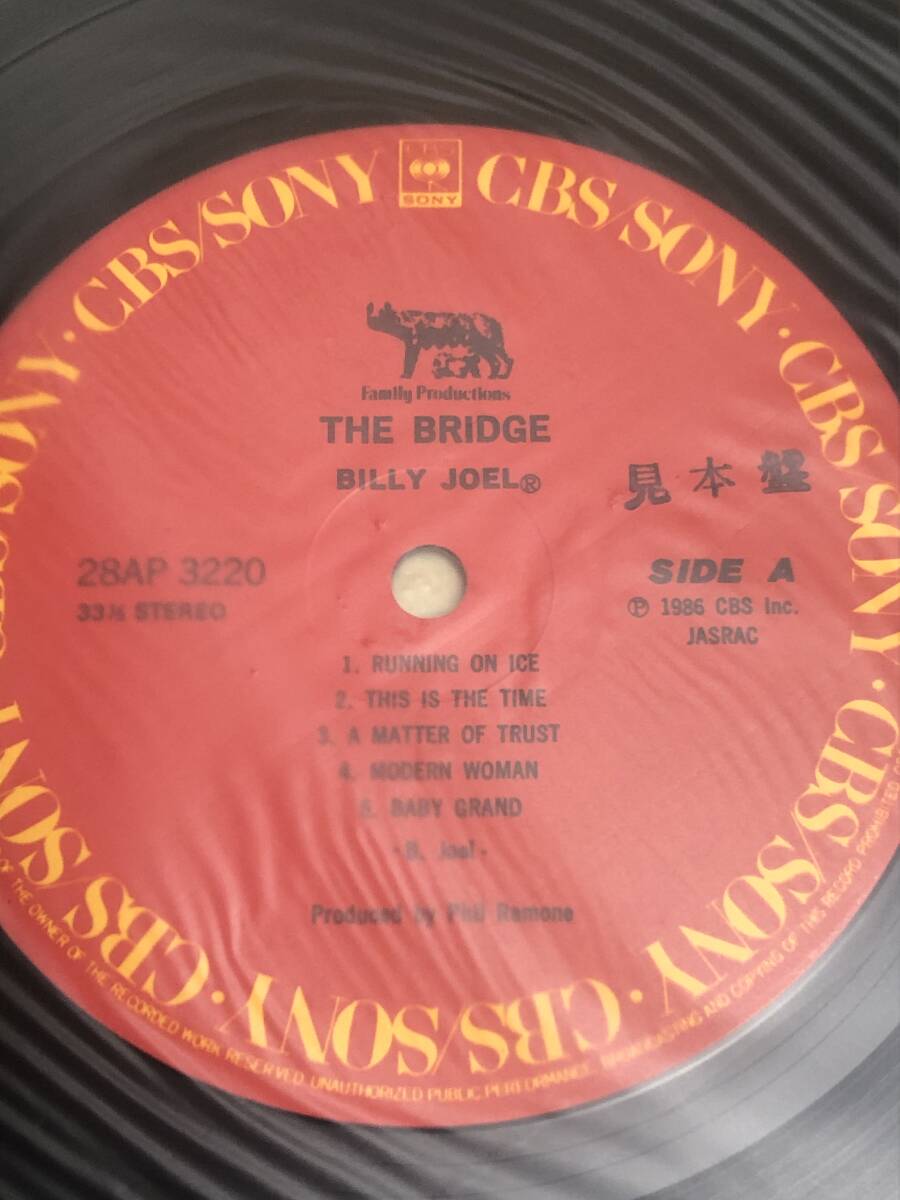 CBS/SONY · CBS/SONY · CBS/SONY · CBS/SONY · CBS/SONY · CBS/SONY
CBS
SONY
Family Productions
THE BRIDGE
BILLY JOEL®
見本盤
28AP 3220
33⅓ STEREO
SIDE A
Ⓟ 1986 CBS Inc.
JASRAC
1. RUNNING ON ICE
2. THIS IS THE TIME
3. A MATTER OF TRUST
4. MODERN WOMAN
5. BABY GRAND
- B. Joel -
Produced by Phil Ramone
OF THE OWNER OF THE RECORDED WORK RESERVED. UNAUTHORIZED PUBLIC PERFORMANCE, BROADCASTING AND COPYING OF THIS RECORD PROHIBITED